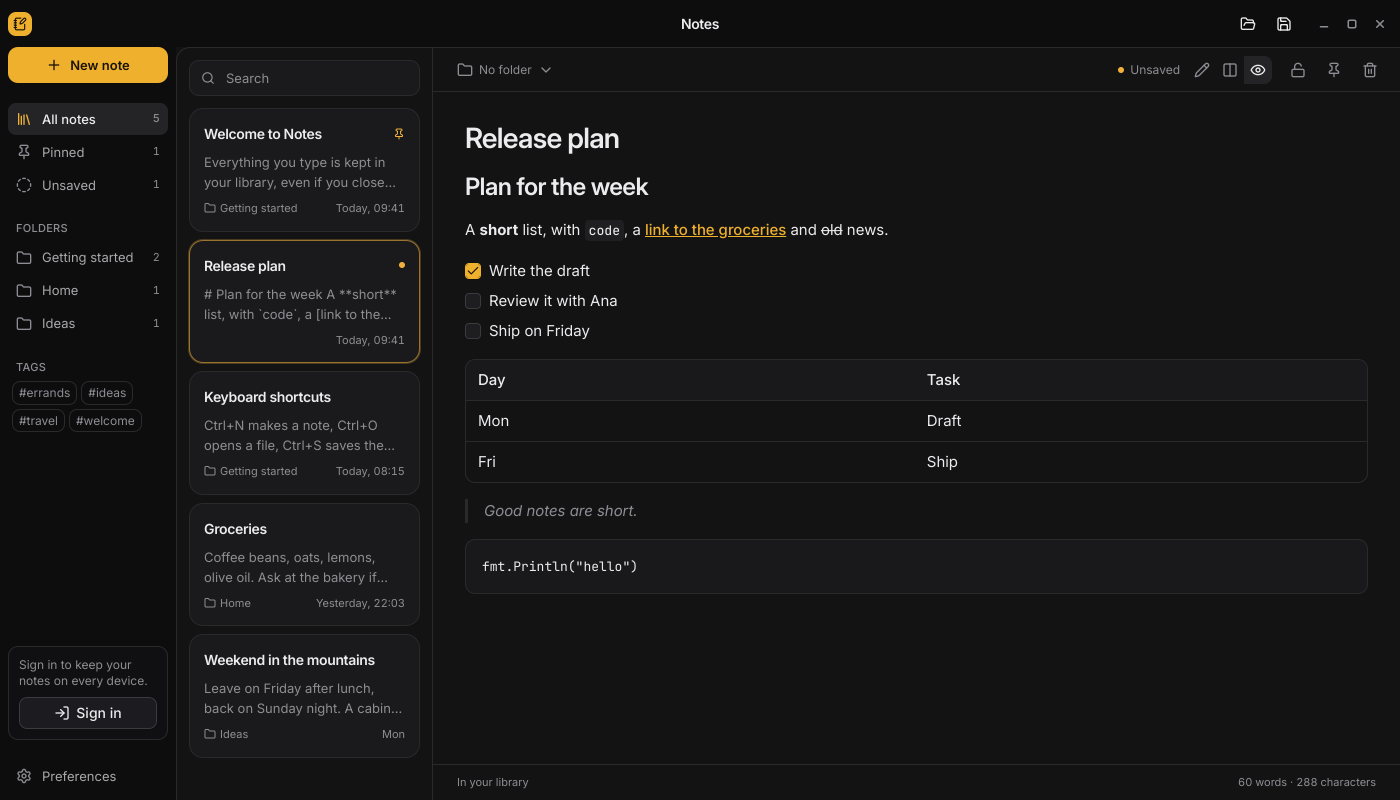 Notes
New note
All notes 5
Pinned 1
Unsaved 1
FOLDERS
Getting started 2
Home 1
Ideas 1
TAGS
#errands #ideas
#travel #welcome
Sign in to keep your
notes on every device.
Sign in
Preferences
Search
Welcome to Notes
Everything you type is kept in
your library, even if you close...
Getting started Today, 09:41
Release plan
# Plan for the week A **short**
list, with `code`, a [link to the...
Today, 09:41
Keyboard shortcuts
Ctrl+N makes a note, Ctrl+O
opens a file, Ctrl+S saves the...
Getting started Today, 08:15
Groceries
Coffee beans, oats, lemons,
olive oil. Ask at the bakery if...
Home Yesterday, 22:03
Weekend in the mountains
Leave on Friday after lunch,
back on Sunday night. A cabin...
Ideas Mon
No folder
Unsaved
Release plan
Plan for the week
A short list, with code, a link to the groceries and old news.
Write the draft
Review it with Ana
Ship on Friday
Day Task
Mon Draft
Fri Ship
Good notes are short.
fmt.Println("hello")
In your library
60 words · 288 characters